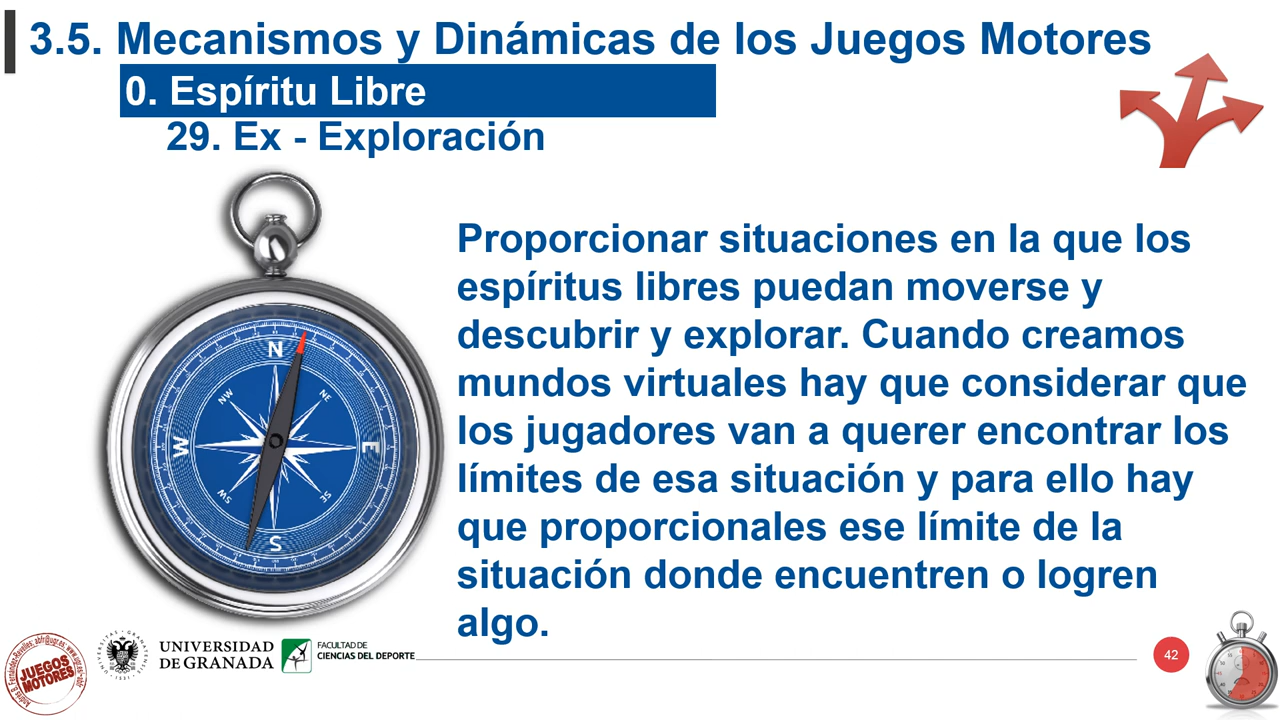 3.5. Mecanismos y Dinámicas de los Juegos Motores
0. Espíritu Libre
29. Ex - Exploración
Proporcionar situaciones en la que los
espíritus libres puedan moverse y
descubrir y explorar. Cuando creamos
mundos virtuales hay que considerar que
los jugadores van a querer encontrar los
límites de esa situación y para ello hay
que proporcionales ese límite de la
situación donde encuentren o logren
algo.
N
NE
E
SE
S
SW
W
NW
JUEGOS
MOTORES
UNIVERSIDAD
DE GRANADA
FACULTAD DE
CIENCIAS DEL DEPORTE
42